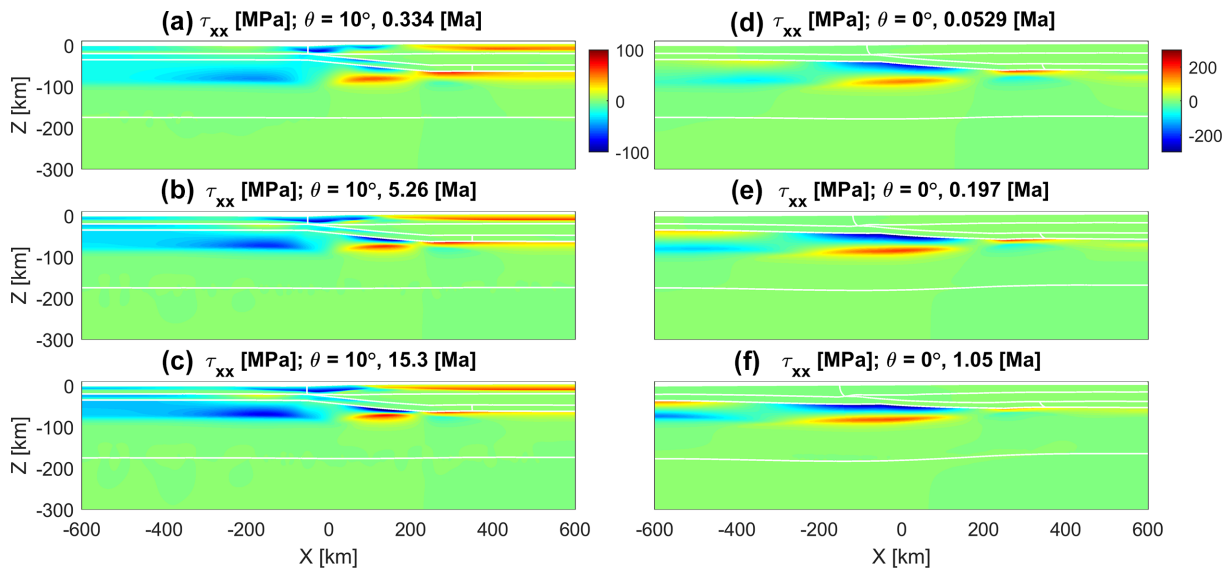 (a) τxx [MPa]; θ = 10°, 0.334 [Ma]
0
-100
-200
-300
Z [km]
100
0
-100
(b) τxx [MPa]; θ = 10°, 5.26 [Ma]
0
-100
-200
-300
Z [km]
(c) τxx [MPa]; θ = 10°, 15.3 [Ma]
0
-100
-200
-300
Z [km]
-600 -400 -200 0 200 400 600
X [km]
(d) τxx [MPa]; θ = 0°, 0.0529 [Ma]
200
0
-200
(e) τxx [MPa]; θ = 0°, 0.197 [Ma]
(f) τxx [MPa]; θ = 0°, 1.05 [Ma]
-600 -400 -200 0 200 400 600
X [km]